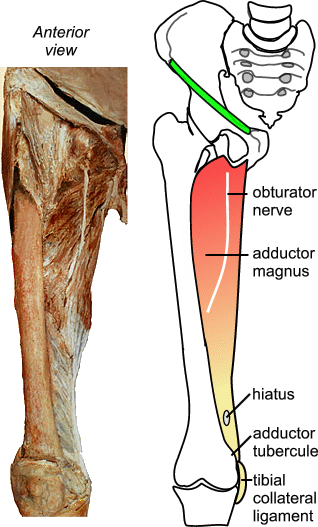 Anterior
view
obturator
nerve
adductor
magnus
hiatus
adductor
tubercule
tibial
collateral
ligament